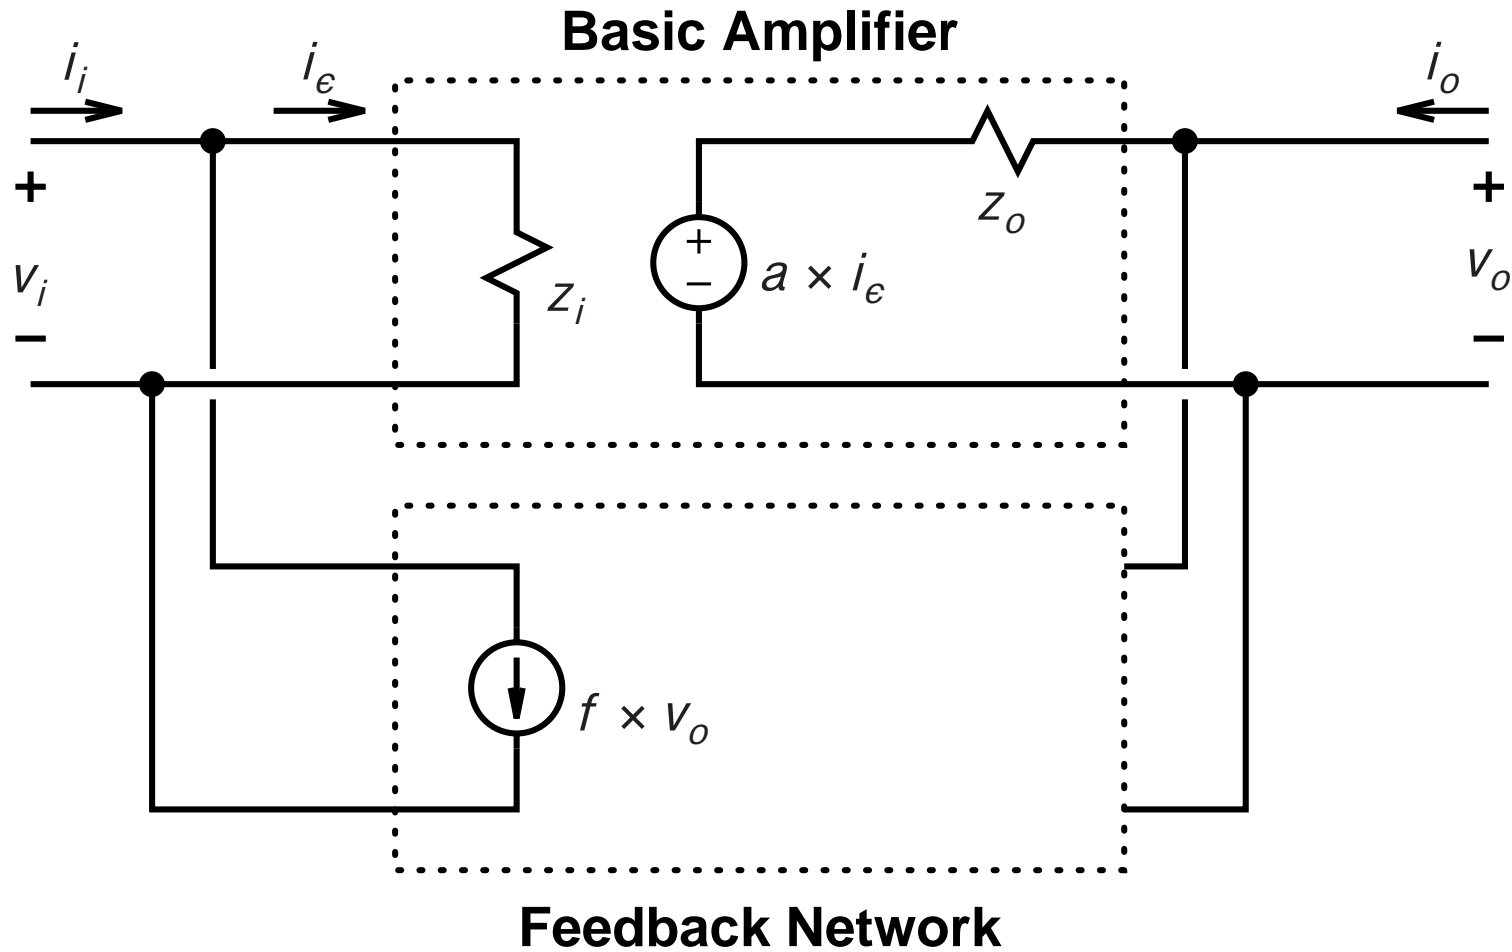 Basic Amplifier
i_i
i_ϵ
i_o
+
+
z_o
+
v_i
a × i_ϵ
v_o
−
z_i
−
−
f × v_o
Feedback Network